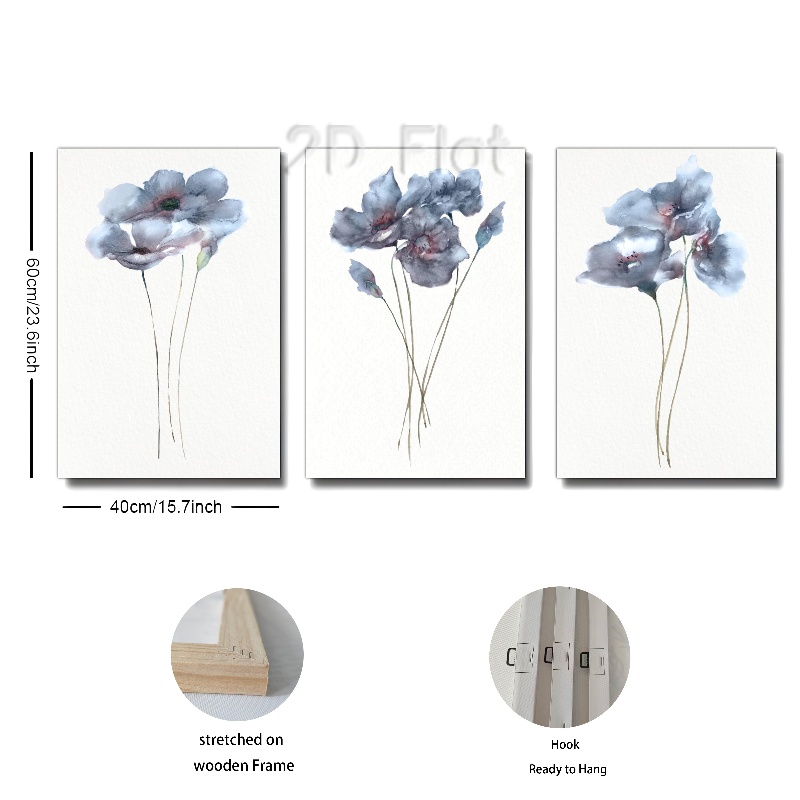 2D Flat
60cm/23.6inch
40cm/15.7inch
stretched on
wooden Frame
Hook
Ready to Hang